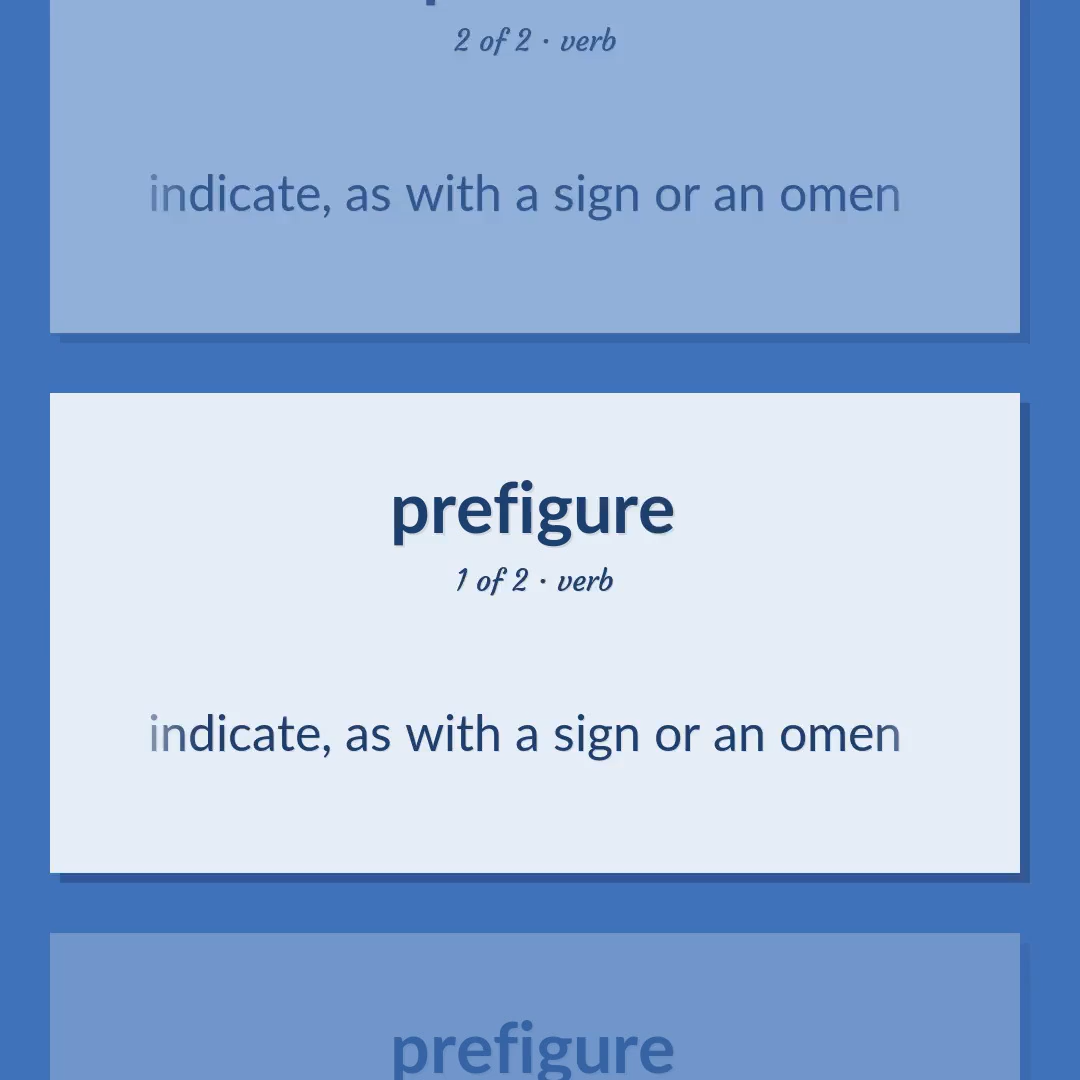 2 of 2 · verb
indicate, as with a sign or an omen
prefigure
1 of 2 · verb
indicate, as with a sign or an omen
prefigure